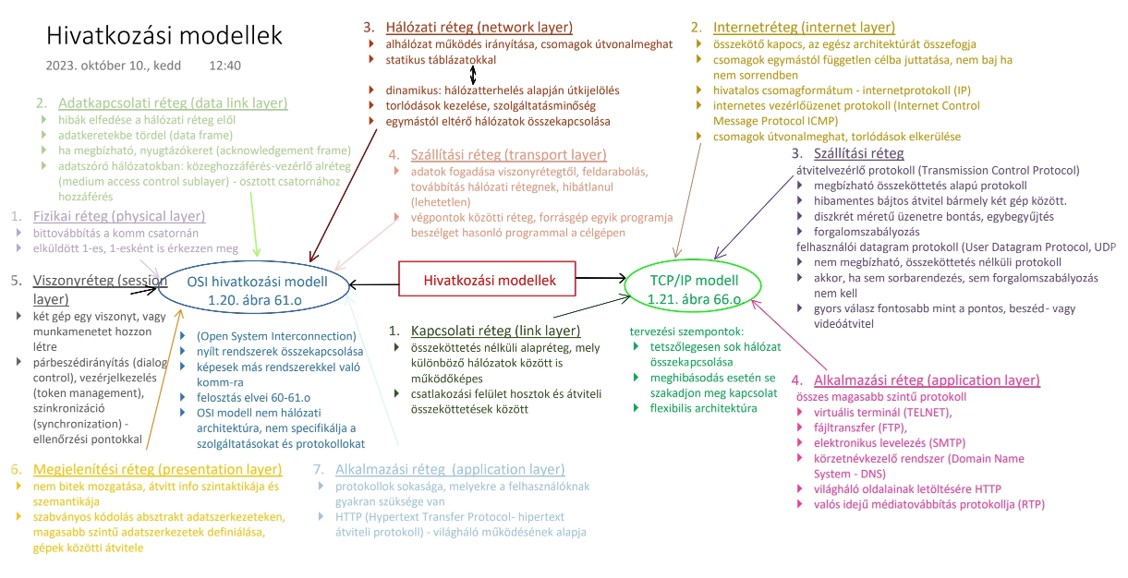 Hivatkozási modellek
2023. október 10., kedd 12:40
2. Adatkapcsolati réteg (data link layer)
hibák elfedése a hálózati réteg elől
adatkeretekbe tördel (data frame)
ha megbízható, nyugtázókeret (acknowledgement frame)
adatszóró hálózatokban: közeghozzáférés-vezérlő alréteg
(medium access control sublayer) - osztott csatornához
hozzáférés
1. Fizikai réteg (physical layer)
bittovábbítás a komm csatornán
elküldött 1-es, 1-esként is érkezzen meg
5. Viszonyréteg (session
layer)
két gép egy viszonyt, vagy
munkamenetet hozzon
létre
párbeszédirányítás (dialog
control), vezérjelkezelés
(token management),
szinkronizáció
(synchronization) -
ellenőrzési pontokkal
6. Megjelenítési réteg (presentation layer)
nem bitek mozgatása, átvitt info szintaktikája és
szemantikája
szabványos kódolás absztrakt adatszerkezeteken,
magasabb szintű adatszerkezetek definiálása,
gépek közötti átvitele
3. Hálózati réteg (network layer)
alhálózat működés irányítása, csomagok útvonalmeghat
statikus táblázatokkal
dinamikus: hálózatterhelés alapján útkijelölés
torlódások kezelése, szolgáltatásminőség
egymástól eltérő hálózatok összekapcsolása
4. Szállítási réteg (transport layer)
adatok fogadása viszonyrétegtől, feldarabolás,
továbbítás hálózati rétegnek, hibátlanul
(lehetetlen)
végpontok közötti réteg, forrásgép egyik programja
beszélget hasonló programmal a célgépen
OSI hivatkozási modell
1.20. ábra 61.o
Hivatkozási modellek
TCP/IP modell
1.21. ábra 66.o
(Open System Interconnection)
nyílt rendszerek összekapcsolása
képesek más rendszerekkel való
komm-ra
felosztás elvei 60-61.o
OSI modell nem hálózati
architektúra, nem specifikálja a
szolgáltatásokat és protokollokat
7. Alkalmazási réteg (application layer)
protokollok sokasága, melyekre a felhasználóknak
gyakran szüksége van
HTTP (Hypertext Transfer Protocol- hipertext
átviteli protokoll) - világháló működésének alapja
1. Kapcsolati réteg (link layer)
összeköttetés nélküli alapréteg, mely
különböző hálózatok között is
működőképes
csatlakozási felület hosztok és átviteli
összeköttetések között
tervezési szempontok:
tetszőlegesen sok hálózat
összekapcsolása
meghibásodás esetén se
szakadjon meg kapcsolat
flexibilis architektúra
2. Internetréteg (internet layer)
összekötő kapocs, az egész architektúrát összefogja
csomagok egymástól független célba juttatása, nem baj ha
nem sorrendben
hivatalos csomagformátum - internetprotokoll (IP)
internetes vezérlőüzenet protokoll (Internet Control
Message Protocol ICMP)
csomagok útvonalmeghat, torlódások elkerülése
3. Szállítási réteg
átvitelvezérlő protokoll (Transmission Control Protocol)
megbízható összeköttetés alapú protokoll
hibamentes bájtos átvitel bármely két gép között.
diszkrét méretű üzenetre bontás, egybegyűjtés
forgalomszabályozás
felhasználói datagram protokoll (User Datagram Protocol, UDP
nem megbízható, összeköttetés nélküli protokoll
akkor, ha sem sorbarendezés, sem forgalomszabályozás
nem kell
gyors válasz fontosabb mint a pontos, beszéd- vagy
videóátvitel
4. Alkalmazási réteg (application layer)
összes magasabb szintű protokoll
virtuális terminál (TELNET),
fájltranszfer (FTP),
elektronikus levelezés (SMTP)
körzetnévkezelő rendszer (Domain Name
System - DNS)
világháló oldalainak letöltésére HTTP
valós idejű médiatovábbítás protokollja (RTP)